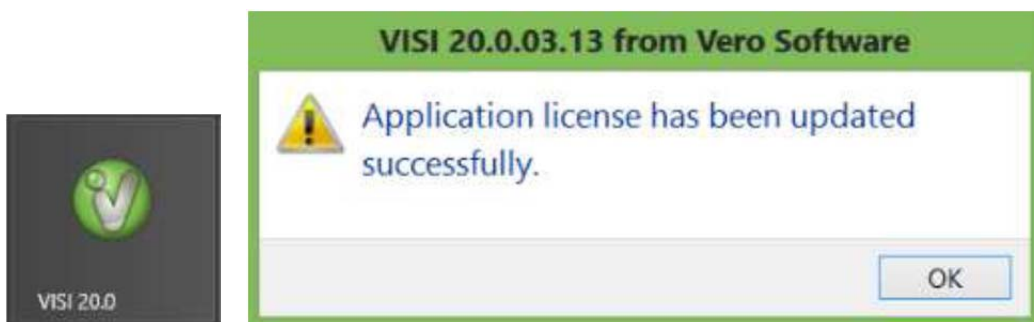 VISI 20.0.03.13 from Vero Software
Application license has been updated
successfully.
OK
VISI 20.0